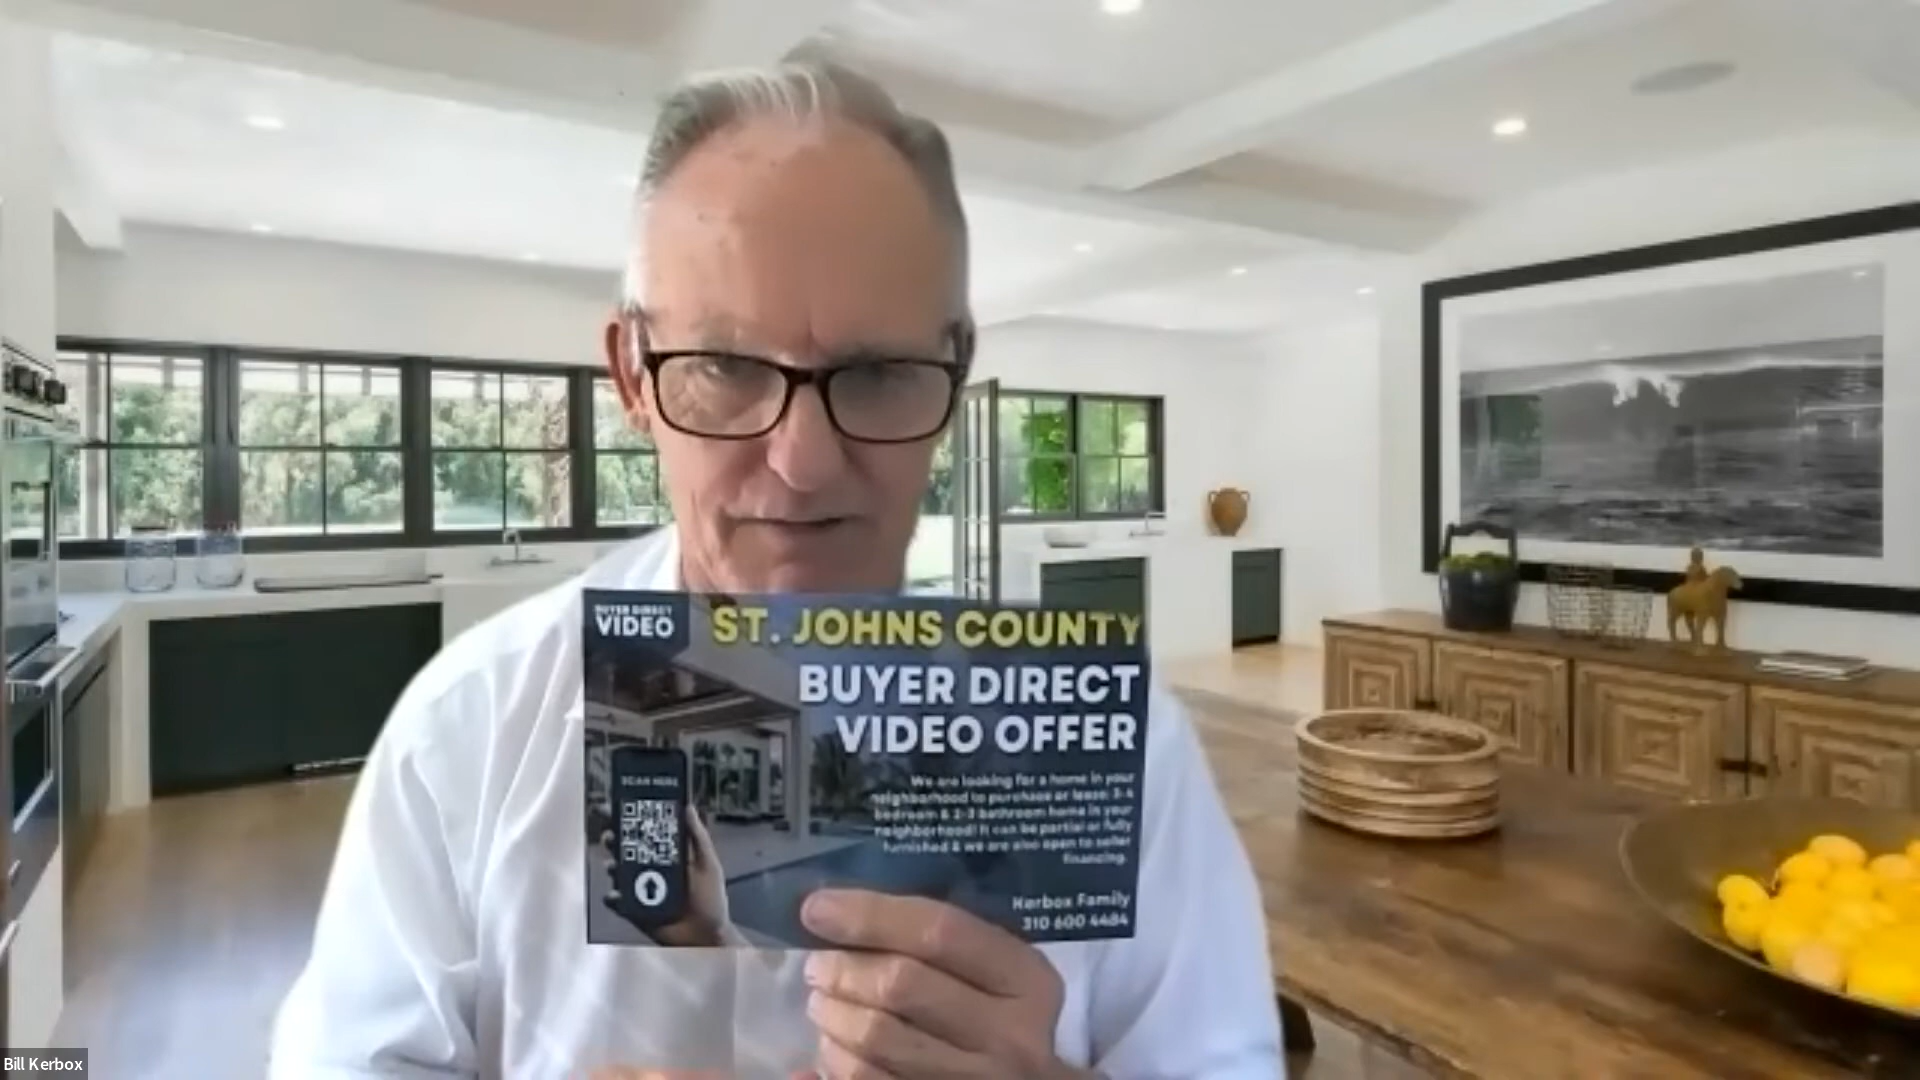 BUYER DIRECT
VIDEO
ST. JOHNS COUNTY
BUYER DIRECT
VIDEO OFFER
SCAN HERE
We are looking for a home in your
neighborhood to purchase or lease: 3-4
bedroom & 2-3 bathroom home in your
neighborhood! It can be partial or fully
furnished & we are also open to seller
financing.
Kerbox Family
310 600 4484
Bill Kerbox